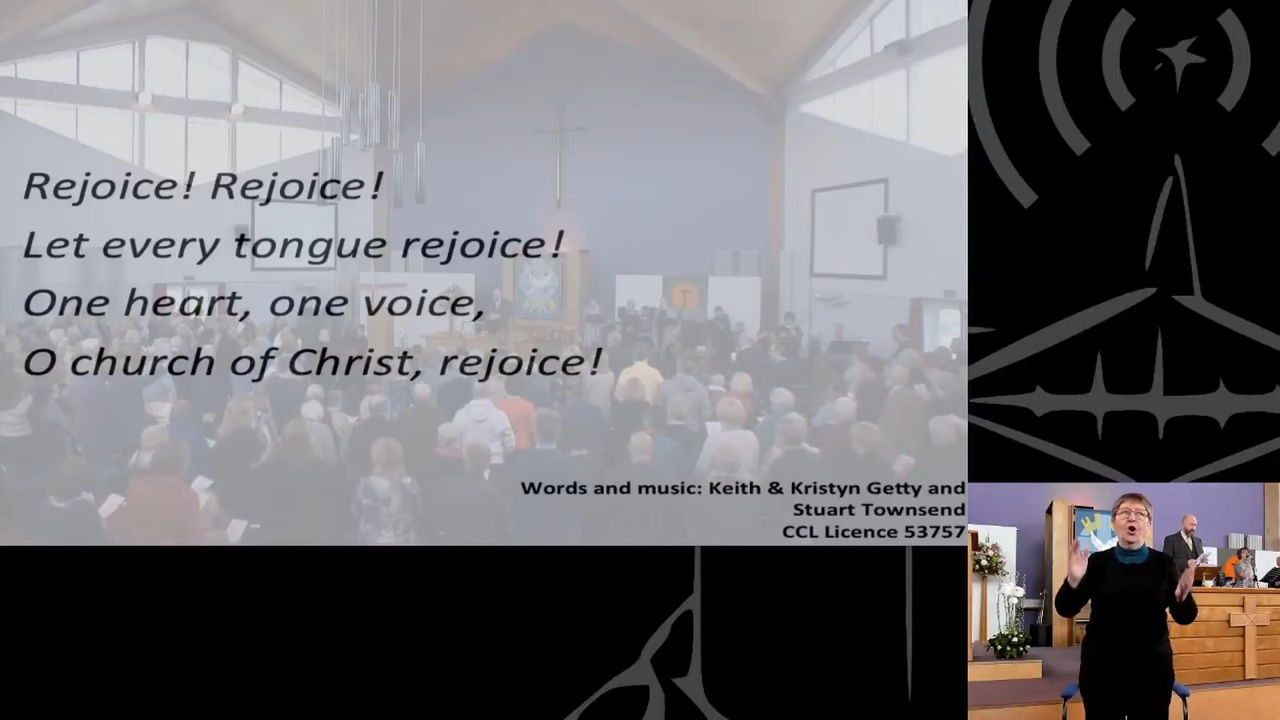 Rejoice! Rejoice!
Let every tongue rejoice!
One heart, one voice,
O church of Christ, rejoice!
Words and music: Keith & Kristyn Getty and
Stuart Townsend
CCL Licence 53757